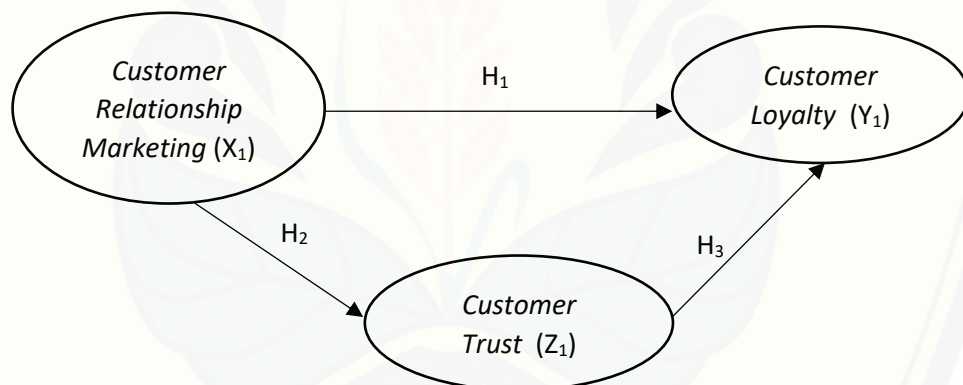 Customer
Relationship
Marketing (X₁)
H₁
Customer
Loyalty (Y₁)
H₂
H₃
Customer
Trust (Z₁)